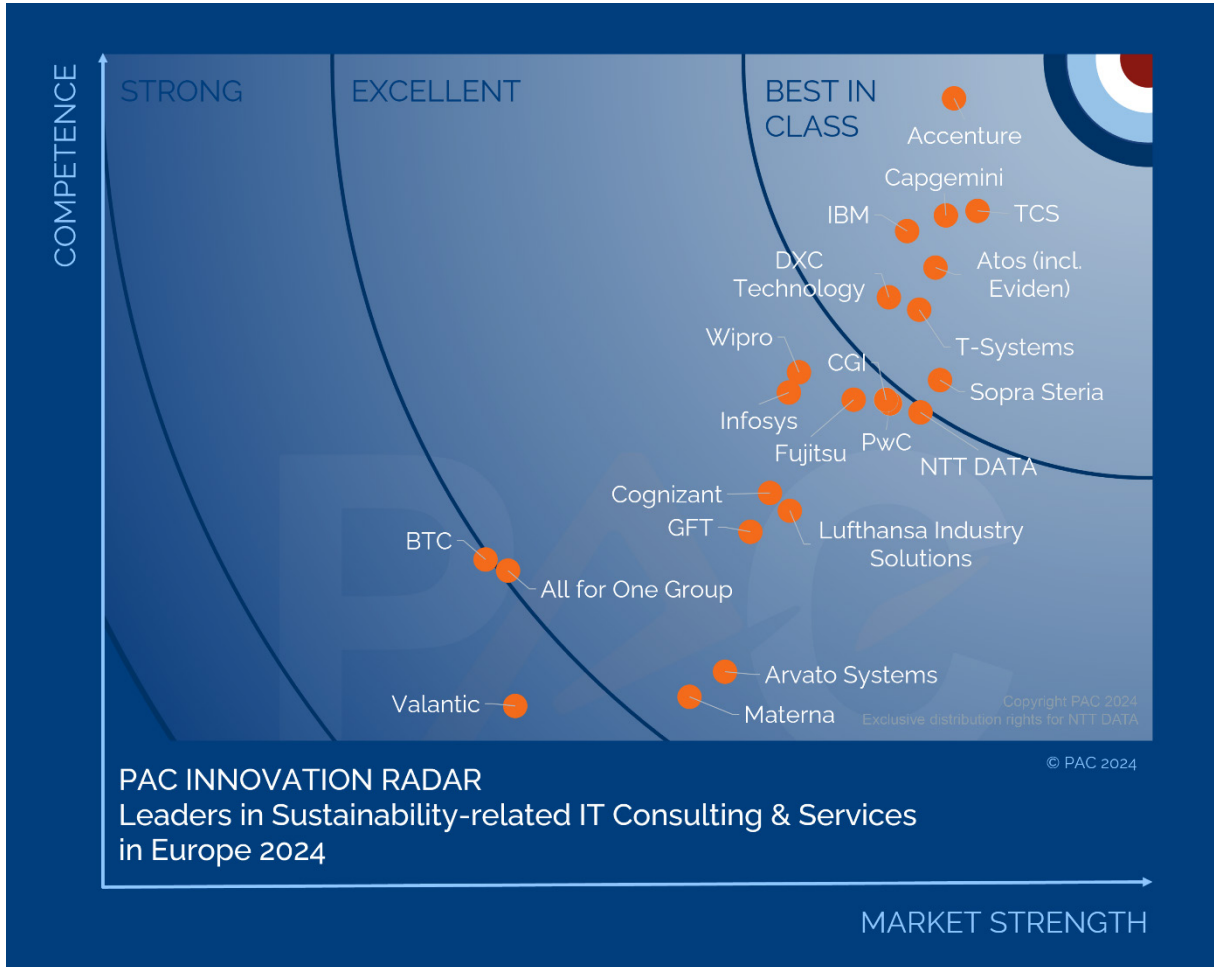 COMPETENCE
STRONG
EXCELLENT
BEST IN
CLASS
Accenture
Capgemini
IBM
TCS
DXC
Technology
Atos (incl.
Eviden)
T-Systems
Wipro
CGI
Sopra Steria
Infosys
Fujitsu
PwC
NTT DATA
Cognizant
GFT
Lufthansa Industry
Solutions
BTC
All for One Group
Arvato Systems
Valantic
Materna
PAC
Copyright PAC 2024
Exclusive distribution rights for NTT DATA
© PAC 2024
PAC INNOVATION RADAR
Leaders in Sustainability-related IT Consulting & Services
in Europe 2024
MARKET STRENGTH